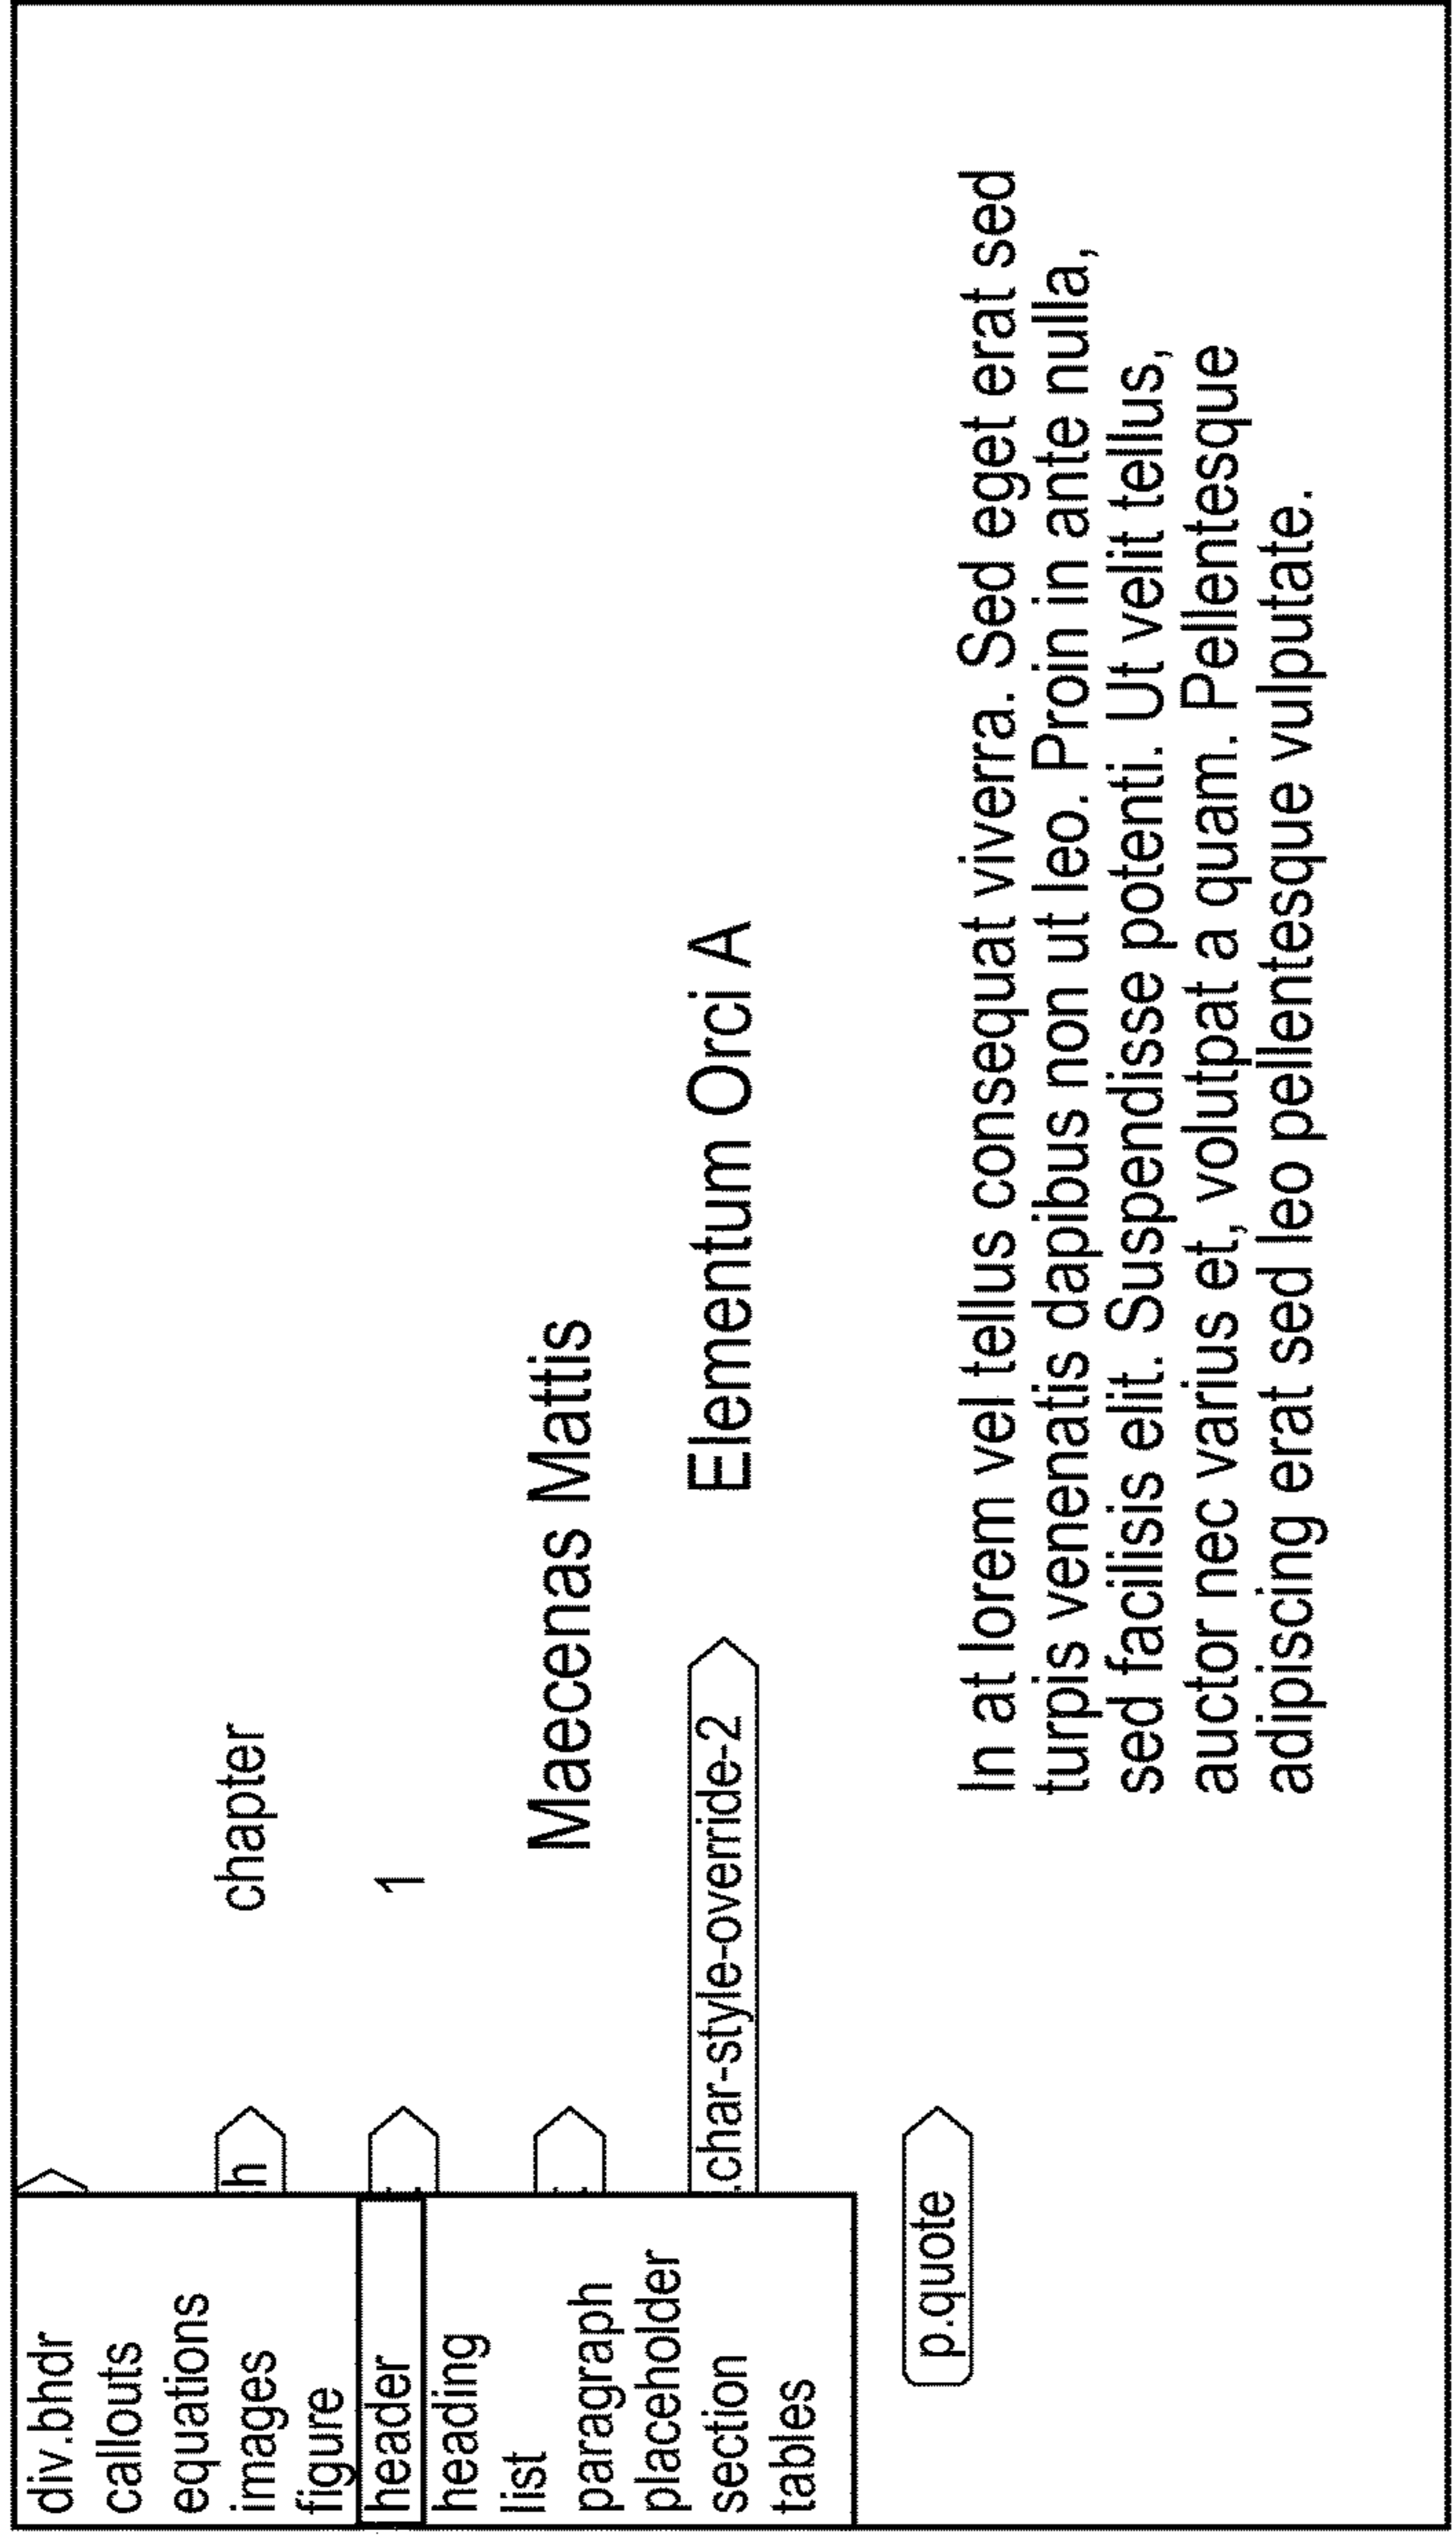 div.bhdr
callouts
equations
images
figure
header
heading
list
paragraph
placeholder
section
tables
h
chapter
1
Maecenas Mattis
.char-style-override-2
Elementum Orci A
p.quote
In at lorem vel tellus consequat viverra. Sed eget erat sed
turpis venenatis dapibus non ut leo. Proin in ante nulla,
sed facilisis elit. Suspendisse potenti. Ut velit tellus,
auctor nec varius et, volutpat a quam. Pellentesque
adipiscing erat sed leo pellentesque vulputate.